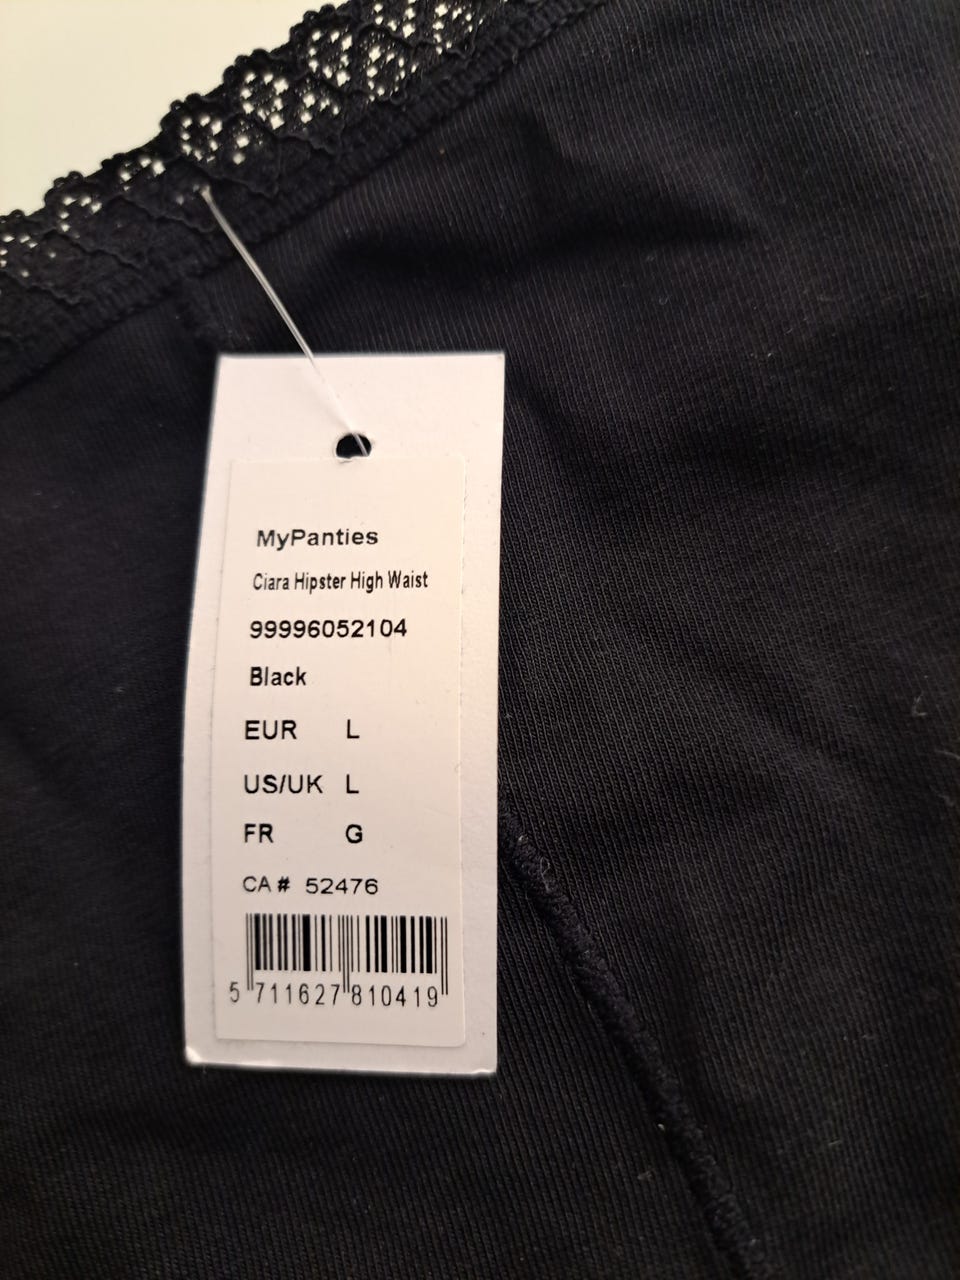 MyPanties
Ciara Hipster High Waist
99996052104
Black
EUR L
US/UK L
FR G
CA # 52476
5 711627 810419